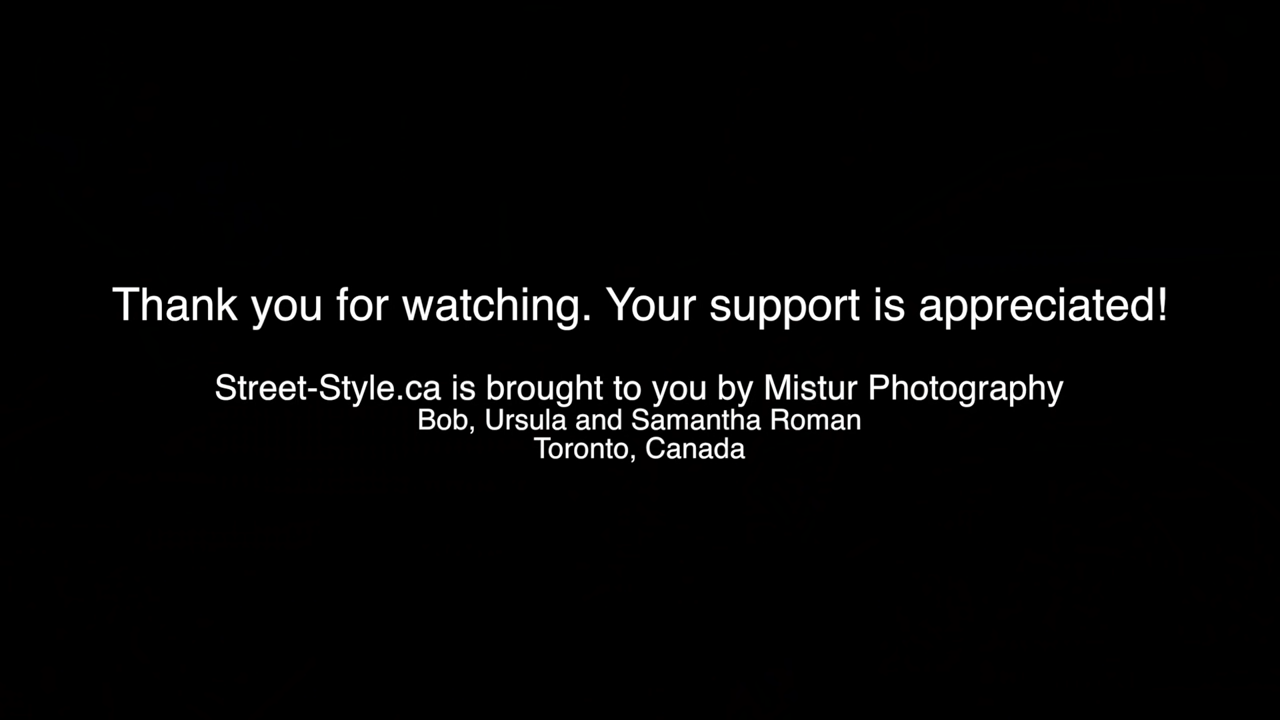 Thank you for watching. Your support is appreciated!
Street-Style.ca is brought to you by Mistur Photography
Bob, Ursula and Samantha Roman
Toronto, Canada